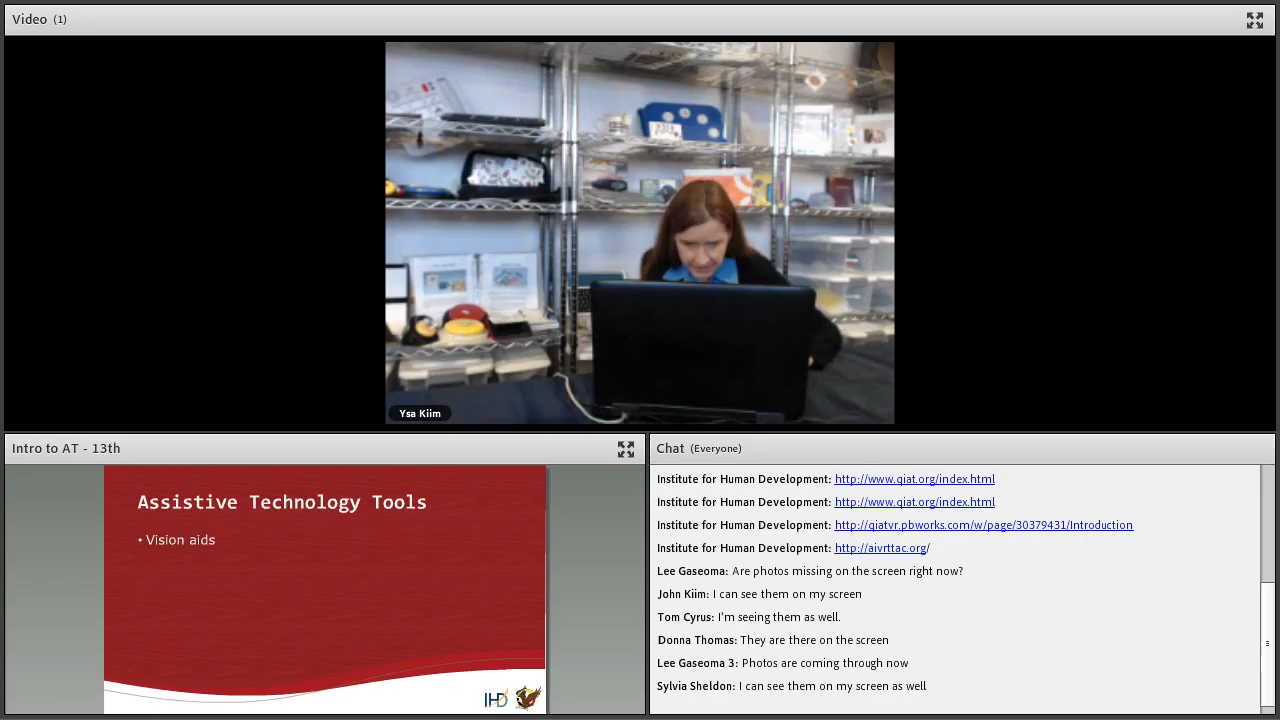 Video (1)
Ysa Kiim
Intro to AT - 13th
Assistive Technology Tools
• Vision aids
IHD
Chat (Everyone)
Institute for Human Development: http://www.qiat.org/index.html
Institute for Human Development: http://www.qiat.org/index.html
Institute for Human Development: http://qiatvr.pbworks.com/w/page/30379431/Introduction
Institute for Human Development: http://aivrttac.org/
Lee Gaseoma: Are photos missing on the screen right now?
John Kiim: I can see them on my screen
Tom Cyrus: I'm seeing them as well.
Donna Thomas: They are there on the screen
Lee Gaseoma 3: Photos are coming through now
Sylvia Sheldon: I can see them on my screen as well